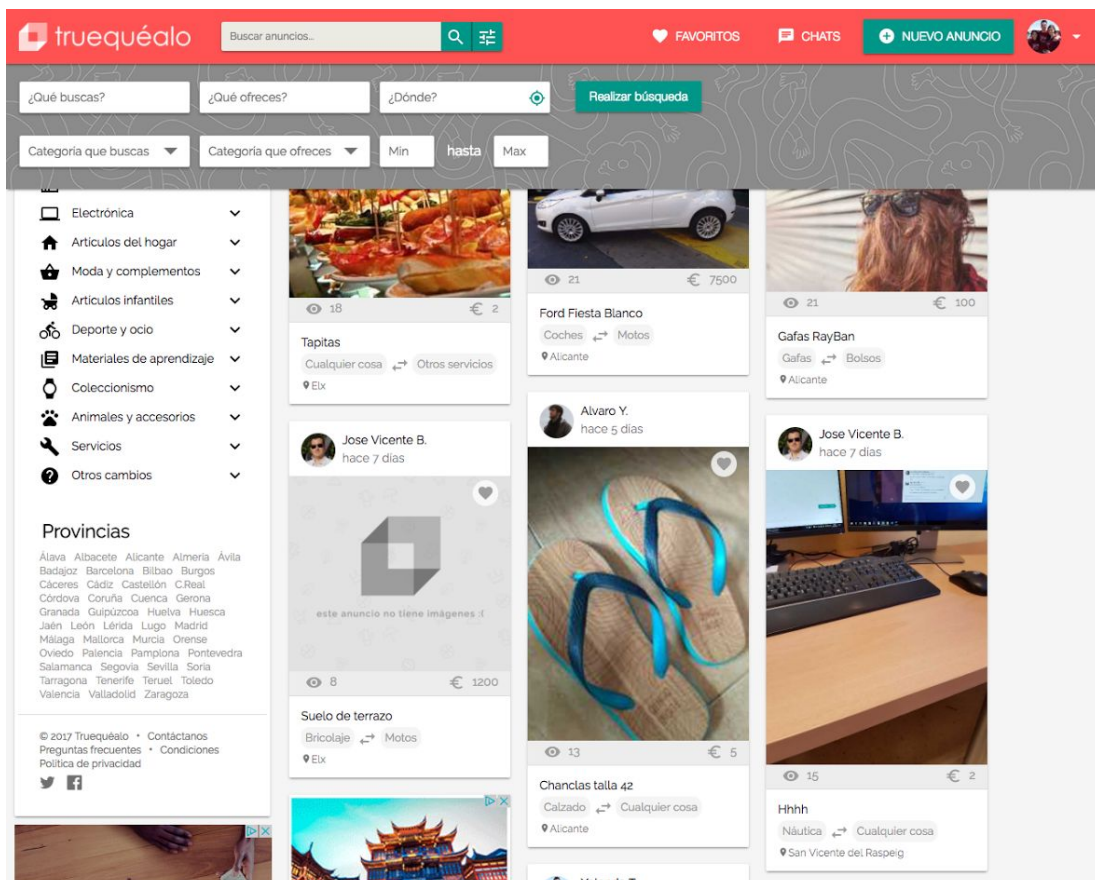 truequéalo
Buscar anuncios...
FAVORITOS
CHATS
NUEVO ANUNCIO
¿Qué buscas?
¿Qué ofreces?
¿Dónde?
Realizar búsqueda
Categoría que buscas
Categoría que ofreces
Min
hasta
Max
Electrónica
Artículos del hogar
Moda y complementos
Artículos infantiles
Deporte y ocio
Materiales de aprendizaje
Coleccionismo
Animales y accesorios
Servicios
Otros cambios
Provincias
Álava Albacete Alicante Almería Ávila
Badajoz Barcelona Bilbao Burgos
Cáceres Cádiz Castellón C.Real
Córdova Coruña Cuenca Gerona
Granada Guipúzcoa Huelva Huesca
Jaén León Lérida Lugo Madrid
Málaga Mallorca Murcia Orense
Oviedo Palencia Pamplona Pontevedra
Salamanca Segovia Sevilla Soria
Tarragona Tenerife Teruel Toledo
Valencia Valladolid Zaragoza
© 2017 Truequéalo • Contáctanos
Preguntas frecuentes • Condiciones
Política de privacidad
18 € 2
Tapitas
Cualquier cosa Otros servicios
Elx
Jose Vicente B.
hace 7 días
este anuncio no tiene imágenes :(
8 € 1200
Suelo de terrazo
Bricolaje Motos
Elx
21 € 7500
Ford Fiesta Blanco
Coches Motos
Alicante
Alvaro Y.
hace 5 días
13 € 5
Chanclas talla 42
Calzado Cualquier cosa
Alicante
21 € 100
Gafas RayBan
Gafas Bolsos
Alicante
Jose Vicente B.
hace 7 días
15 € 2
Hhhh
Náutica Cualquier cosa
San Vicente del Raspeig